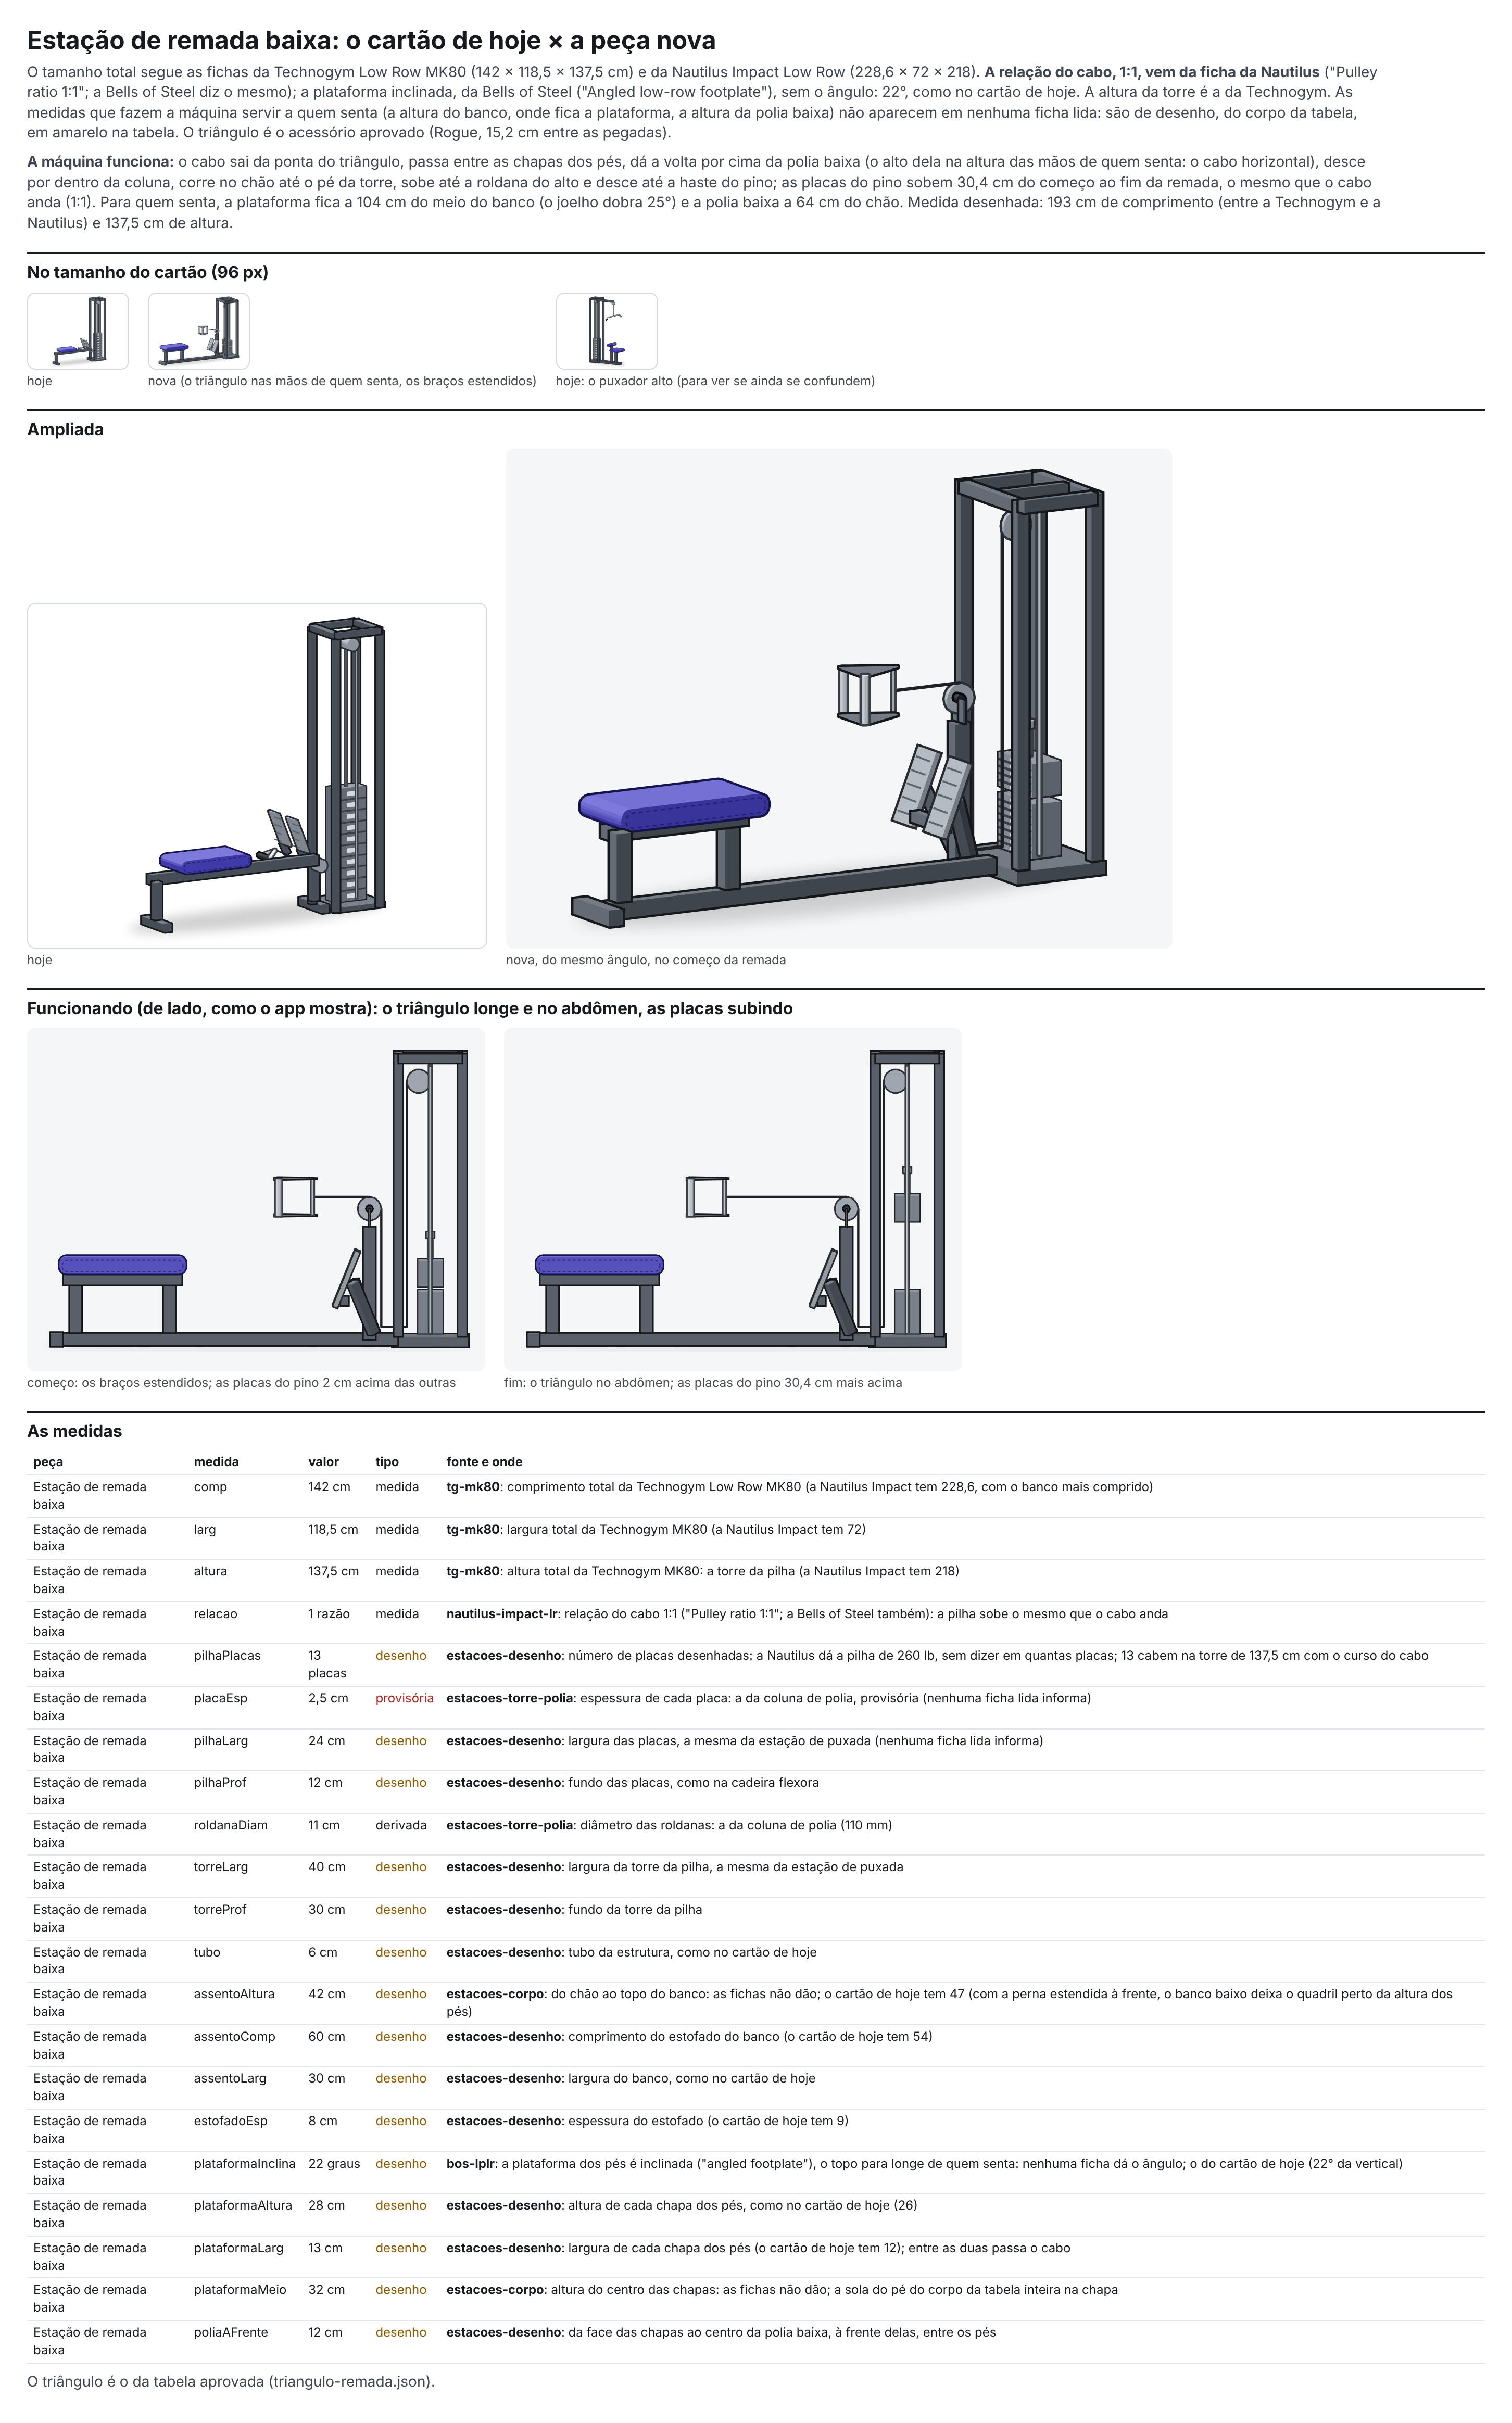 Estação de remada baixa: o cartão de hoje × a peça nova
O tamanho total segue as fichas da Technogym Low Row MK80 (142 × 118,5 × 137,5 cm) e da Nautilus Impact Low Row (228,6 × 72 × 218). A relação do cabo, 1:1, vem da ficha da Nautilus ("Pulley
ratio 1:1"; a Bells of Steel diz o mesmo); a plataforma inclinada, da Bells of Steel ("Angled low-row footplate"), sem o ângulo: 22°, como no cartão de hoje. A altura da torre é a da Technogym. As
medidas que fazem a máquina servir a quem senta (a altura do banco, onde fica a plataforma, a altura da polia baixa) não aparecem em nenhuma ficha lida: são de desenho, do corpo da tabela,
em amarelo na tabela. O triângulo é o acessório aprovado (Rogue, 15,2 cm entre as pegadas).
A máquina funciona: o cabo sai da ponta do triângulo, passa entre as chapas dos pés, dá a volta por cima da polia baixa (o alto dela na altura das mãos de quem senta: o cabo horizontal), desce
por dentro da coluna, corre no chão até o pé da torre, sobe até a roldana do alto e desce até a haste do pino; as placas do pino sobem 30,4 cm do começo ao fim da remada, o mesmo que o cabo
anda (1:1). Para quem senta, a plataforma fica a 104 cm do meio do banco (o joelho dobra 25°) e a polia baixa a 64 cm do chão. Medida desenhada: 193 cm de comprimento (entre a Technogym e a
Nautilus) e 137,5 cm de altura.
No tamanho do cartão (96 px)
hoje
nova (o triângulo nas mãos de quem senta, os braços estendidos)
hoje: o puxador alto (para ver se ainda se confundem)
Ampliada
hoje
nova, do mesmo ângulo, no começo da remada
Funcionando (de lado, como o app mostra): o triângulo longe e no abdômen, as placas subindo
começo: os braços estendidos; as placas do pino 2 cm acima das outras
fim: o triângulo no abdômen; as placas do pino 30,4 cm mais acima
As medidas
peça medida valor tipo fonte e onde
Estação de remada baixa comp 142 cm medida tg-mk80: comprimento total da Technogym Low Row MK80 (a Nautilus Impact tem 228,6, com o banco mais comprido)
Estação de remada baixa larg 118,5 cm medida tg-mk80: largura total da Technogym MK80 (a Nautilus Impact tem 72)
Estação de remada baixa altura 137,5 cm medida tg-mk80: altura total da Technogym MK80: a torre da pilha (a Nautilus Impact tem 218)
Estação de remada baixa relacao 1 razão medida nautilus-impact-lr: relação do cabo 1:1 ("Pulley ratio 1:1"; a Bells of Steel também): a pilha sobe o mesmo que o cabo anda
Estação de remada baixa pilhaPlacas 13 placas desenho estacoes-desenho: número de placas desenhadas: a Nautilus dá a pilha de 260 lb, sem dizer em quantas placas; 13 cabem na torre de 137,5 cm com o curso do cabo
Estação de remada baixa placaEsp 2,5 cm provisória estacoes-torre-polia: espessura de cada placa: a da coluna de polia, provisória (nenhuma ficha lida informa)
Estação de remada baixa pilhaLarg 24 cm desenho estacoes-desenho: largura das placas, a mesma da estação de puxada (nenhuma ficha lida informa)
Estação de remada baixa pilhaProf 12 cm desenho estacoes-desenho: fundo das placas, como na cadeira flexora
Estação de remada baixa roldanaDiam 11 cm derivada estacoes-torre-polia: diâmetro das roldanas: a da coluna de polia (110 mm)
Estação de remada baixa torreLarg 40 cm desenho estacoes-desenho: largura da torre da pilha, a mesma da estação de puxada
Estação de remada baixa torreProf 30 cm desenho estacoes-desenho: fundo da torre da pilha
Estação de remada baixa tubo 6 cm desenho estacoes-desenho: tubo da estrutura, como no cartão de hoje
Estação de remada baixa assentoAltura 42 cm desenho estacoes-corpo: do chão ao topo do banco: as fichas não dão; o cartão de hoje tem 47 (com a perna estendida à frente, o banco baixo deixa o quadril perto da altura dos pés)
Estação de remada baixa assentoComp 60 cm desenho estacoes-desenho: comprimento do estofado do banco (o cartão de hoje tem 54)
Estação de remada baixa assentoLarg 30 cm desenho estacoes-desenho: largura do banco, como no cartão de hoje
Estação de remada baixa estofadoEsp 8 cm desenho estacoes-desenho: espessura do estofado (o cartão de hoje tem 9)
Estação de remada baixa plataformaInclina 22 graus desenho bos-lplr: a plataforma dos pés é inclinada ("angled footplate"), o topo para longe de quem senta: nenhuma ficha dá o ângulo; o do cartão de hoje (22° da vertical)
Estação de remada baixa plataformaAltura 28 cm desenho estacoes-desenho: altura de cada chapa dos pés, como no cartão de hoje (26)
Estação de remada baixa plataformaLarg 13 cm desenho estacoes-desenho: largura de cada chapa dos pés (o cartão de hoje tem 12); entre as duas passa o cabo
Estação de remada baixa plataformaMeio 32 cm desenho estacoes-corpo: altura do centro das chapas: as fichas não dão; a sola do pé do corpo da tabela inteira na chapa
Estação de remada baixa poliaAFrente 12 cm desenho estacoes-desenho: da face das chapas ao centro da polia baixa, à frente delas, entre os pés
O triângulo é o da tabela aprovada (triangulo-remada.json).